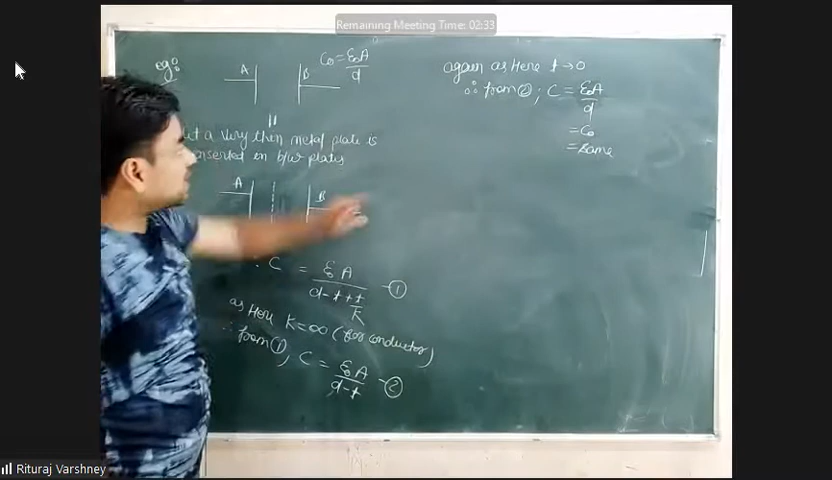 Remaining Meeting Time: 02:33
eg:
A B C₀ = ε₀A/d
a very thin metal plate is
inserted in b/w plates
A B
C = ε₀A/(d-t+t/K) —①
as Here K=∞ (for conductor)
∴ from ①, C = ε₀A/(d-t) —②
again as Here t→0
∴ from ②; C = ε₀A/d
= C₀
= same
Rituraj Varshney